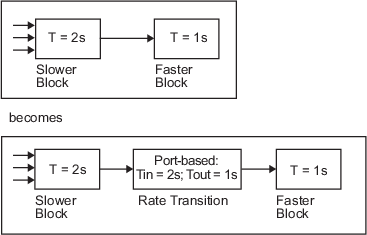 T = 2s
T = 1s
Slower
Block
Faster
Block
becomes
T = 2s
Port-based:
Tin = 2s; Tout = 1s
T = 1s
Slower
Block
Rate Transition
Faster
Block